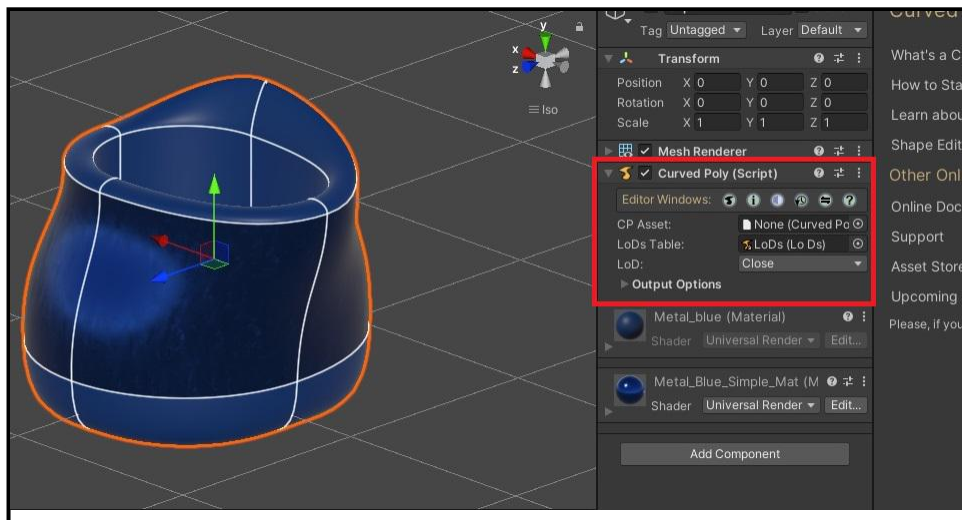 y
x
z
Iso
Tag Untagged Layer Default
Transform
Position X 0 Y 0 Z 0
Rotation X 0 Y 0 Z 0
Scale X 1 Y 1 Z 1
Mesh Renderer
Curved Poly (Script)
Editor Windows:
CP Asset: None (Curved Po
LoDs Table: LoDs (Lo Ds)
LoD: Close
Output Options
Metal_blue (Material)
Shader Universal Render Edit...
Metal_Blue_Simple_Mat (M
Shader Universal Render Edit...
Add Component
Curved
What's a C
How to Sta
Learn abou
Shape Edit
Other Onl
Online Doc
Support
Asset Store
Upcoming
Please, if you